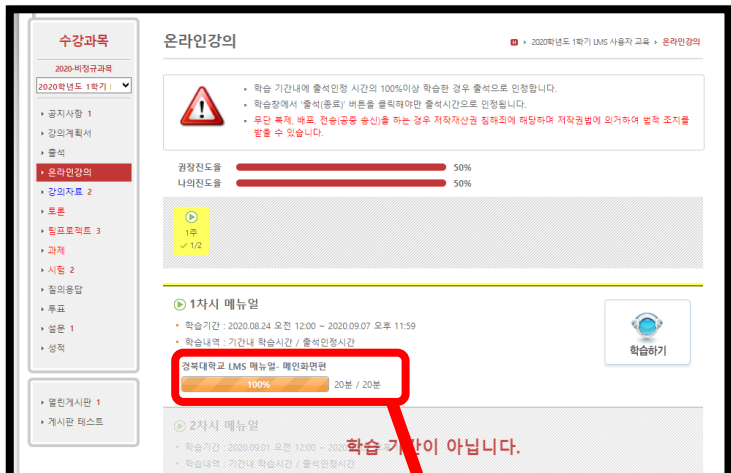 수강과목
2020-비정규과목
2020학년도 1학기 |
공지사항 1
강의계획서
출석
온라인강의
강의자료 2
토론
팀프로젝트 3
과제
시험 2
질의응답
투표
설문 1
성적
열린게시판 1
게시판 테스트
온라인강의
H › 2020학년도 1학기 LMS 사용자 교육 › 온라인강의
• 학습 기간내에 출석인정 시간의 100%이상 학습한 경우 출석으로 인정합니다.
• 학습창에서 '출석(종료)' 버튼을 클릭해야만 출석시간으로 인정됩니다.
• 무단 복제, 배포, 전송(공중 송신)을 하는 경우 저작재산권 침해죄에 해당하며 저작권법에 의거하여 법적 조치를
받을 수 있습니다.
권장진도율 50%
나의진도율 50%
1주
✓ 1/2
1차시 메뉴얼
• 학습기간 : 2020.08.24 오전 12:00 ~ 2020.09.07 오후 11:59
• 학습내역 : 기간내 학습시간 / 출석인정시간
경북대학교 LMS 매뉴얼- 메인화면편
100% 20분 / 20분
학습하기
2차시 메뉴얼
• 학습기간 : 2020.09.01 오전 12:00 ~
학습 기간이 아닙니다.
• 학습내역 : 기간내 학습시간 / 출석인정시간